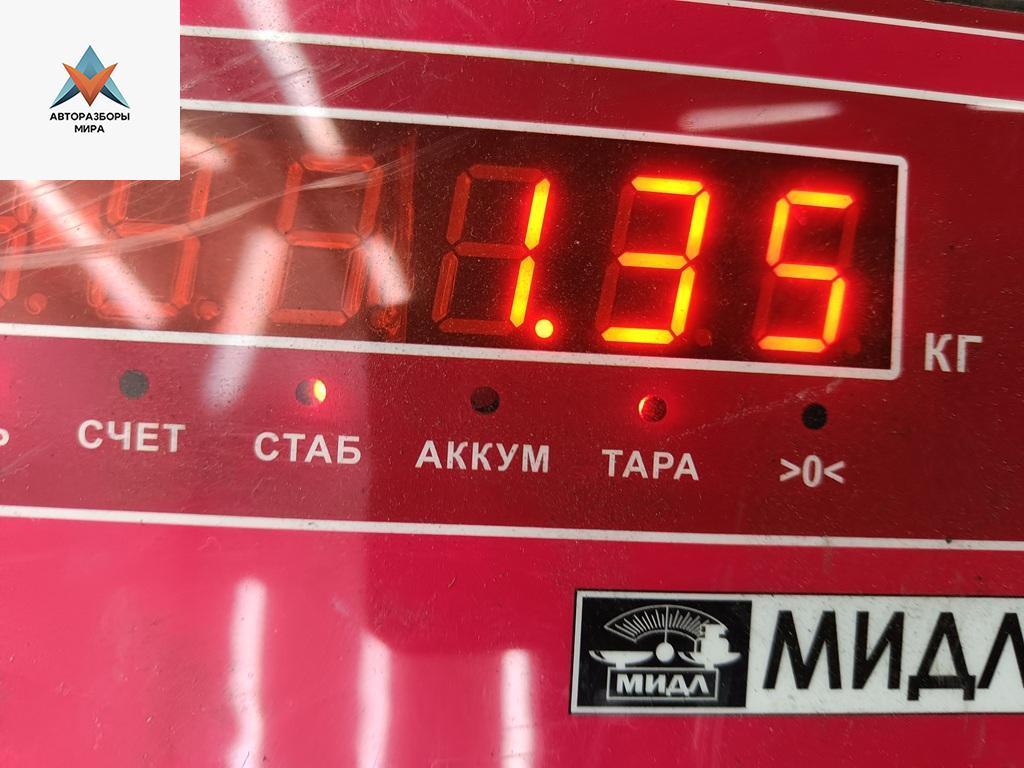 АВТОРАЗБОРЫ
МИРА
1.35
КГ
СЧЕТ
СТАБ
АККУМ
ТАРА
>0<
МИДЛ
МИДЛ